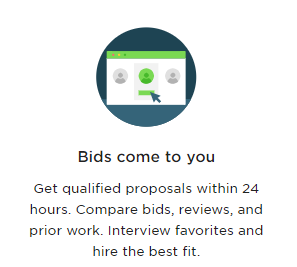 Bids come to you
Get qualified proposals within 24
hours. Compare bids, reviews, and
prior work. Interview favorites and
hire the best fit.